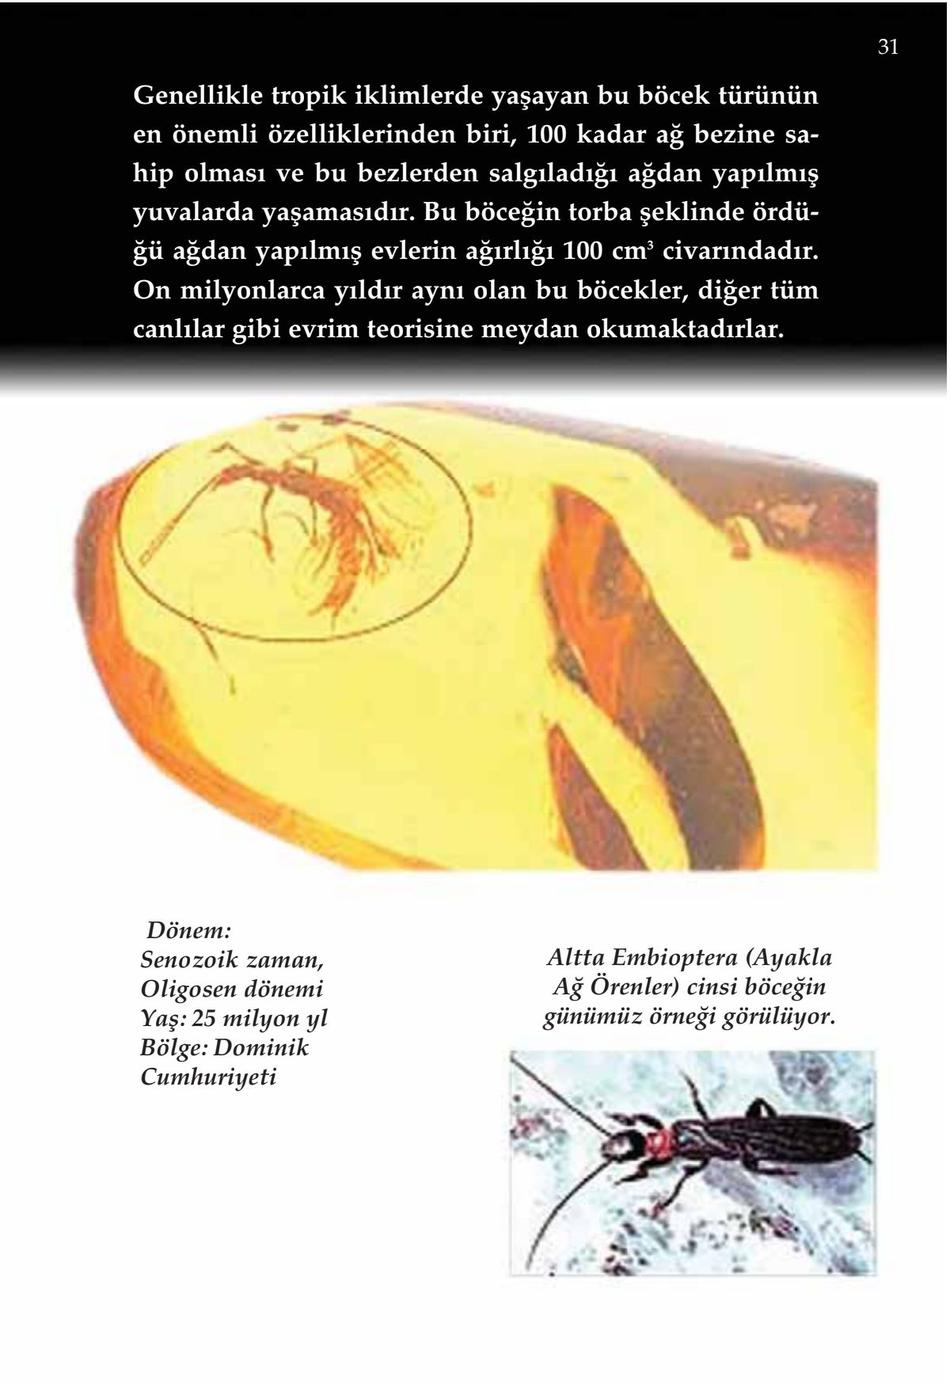 31
Genellikle tropik iklimlerde yaşayan bu böcek türünün
en önemli özelliklerinden biri, 100 kadar ağ bezine sa-
hip olması ve bu bezlerden salgıladığı ağdan yapılmış
yuvalarda yaşamasıdır. Bu böceğin torba şeklinde ördü-
ğü ağdan yapılmış evlerin ağırlığı 100 cm³ civarındadır.
On milyonlarca yıldır aynı olan bu böcekler, diğer tüm
canlılar gibi evrim teorisine meydan okumaktadırlar.
Dönem:
Senozoik zaman,
Oligosen dönemi
Yaş: 25 milyon yl
Bölge: Dominik
Cumhuriyeti
Altta Embioptera (Ayakla
Ağ Örenler) cinsi böceğin
günümüz örneği görülüyor.